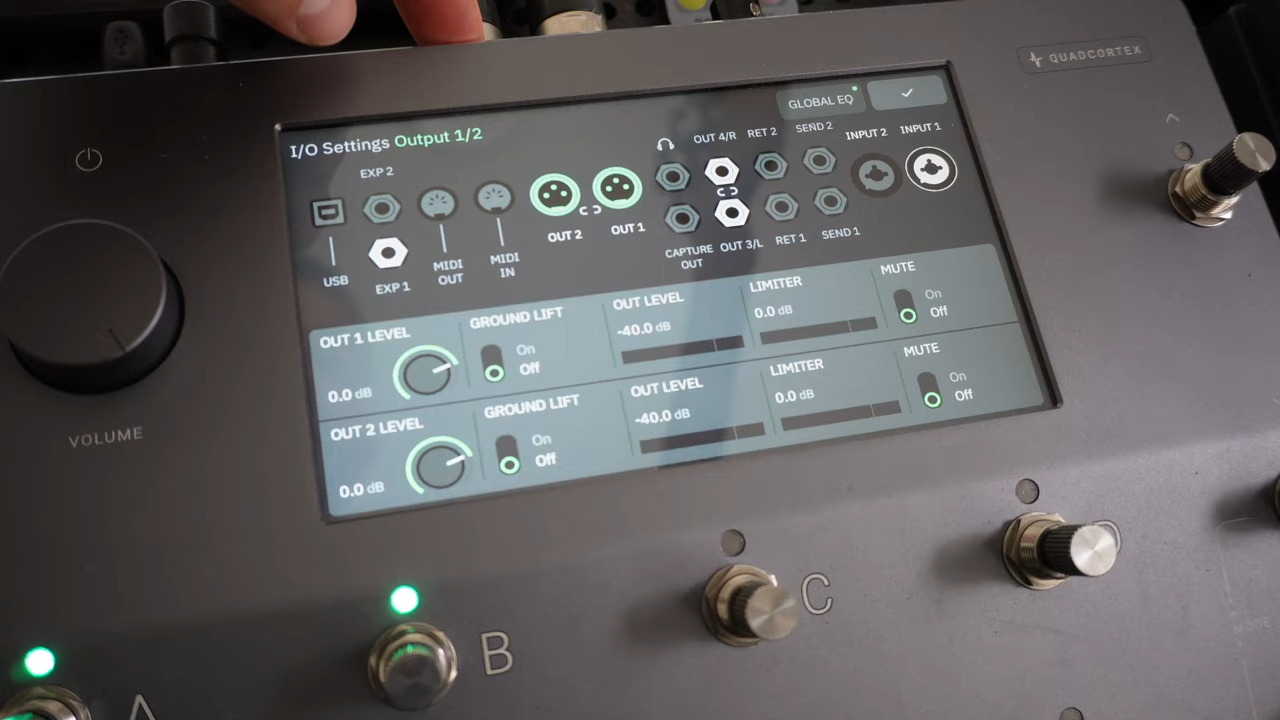 QUADCORTEX
GLOBAL EQ
I/O Settings Output 1/2
EXP 2
OUT 4/R
RET 2
SEND 2
INPUT 2
INPUT 1
USB
EXP 1
MIDI
OUT
MIDI
IN
OUT 2
OUT 1
CAPTURE
OUT
OUT 3/L
RET 1
SEND 1
OUT 1 LEVEL
0.0 dB
GROUND LIFT
On
Off
OUT LEVEL
-40.0 dB
LIMITER
0.0 dB
MUTE
On
Off
OUT 2 LEVEL
0.0 dB
GROUND LIFT
On
Off
OUT LEVEL
-40.0 dB
LIMITER
0.0 dB
MUTE
On
Off
VOLUME
A
B
C